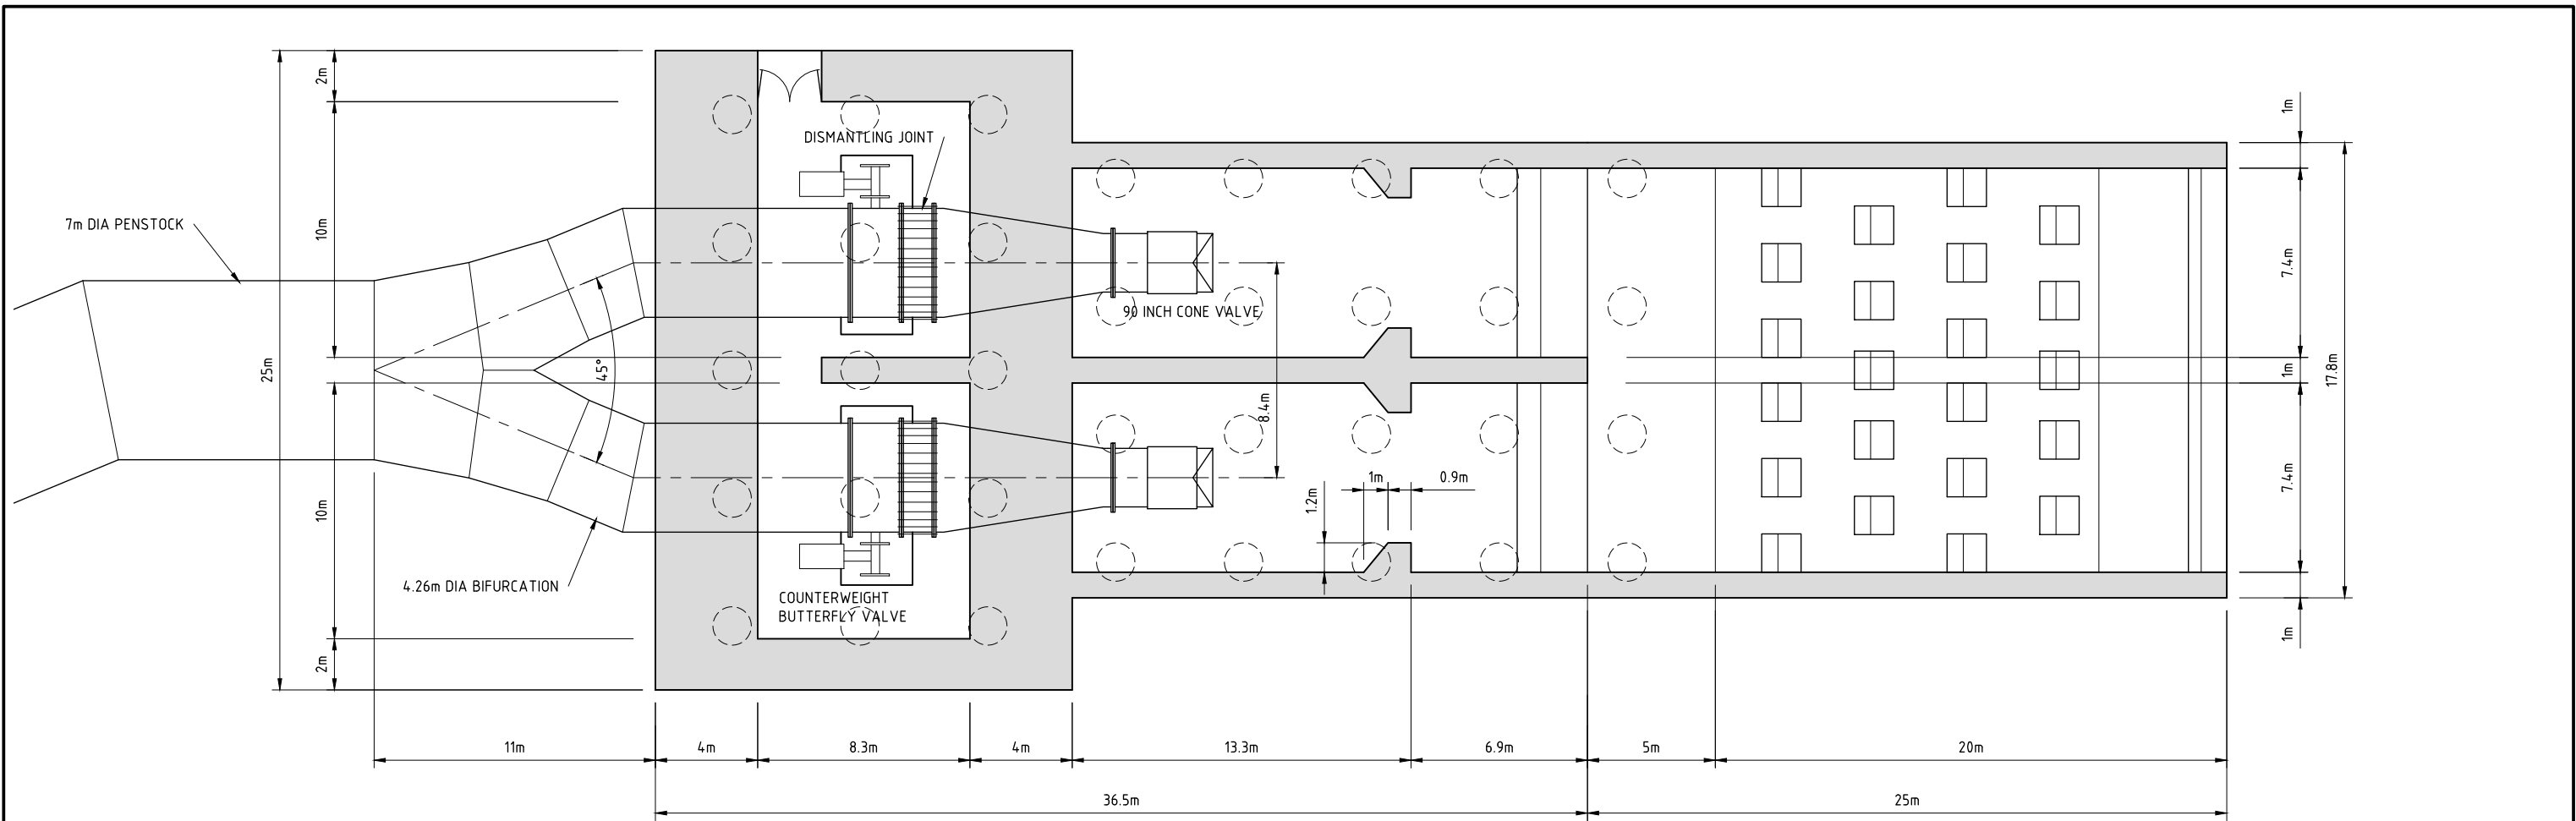 2m
1m
DISMANTLING JOINT
7m DIA PENSTOCK
10m
7.4m
90 INCH CONE VALVE
25m
45°
1m
17.8m
8.4m
1m
0.9m
1.2m
7.4m
10m
4.26m DIA BIFURCATION
COUNTERWEIGHT
BUTTERFLY VALVE
2m
1m
11m
4m
8.3m
4m
13.3m
6.9m
5m
20m
36.5m
25m